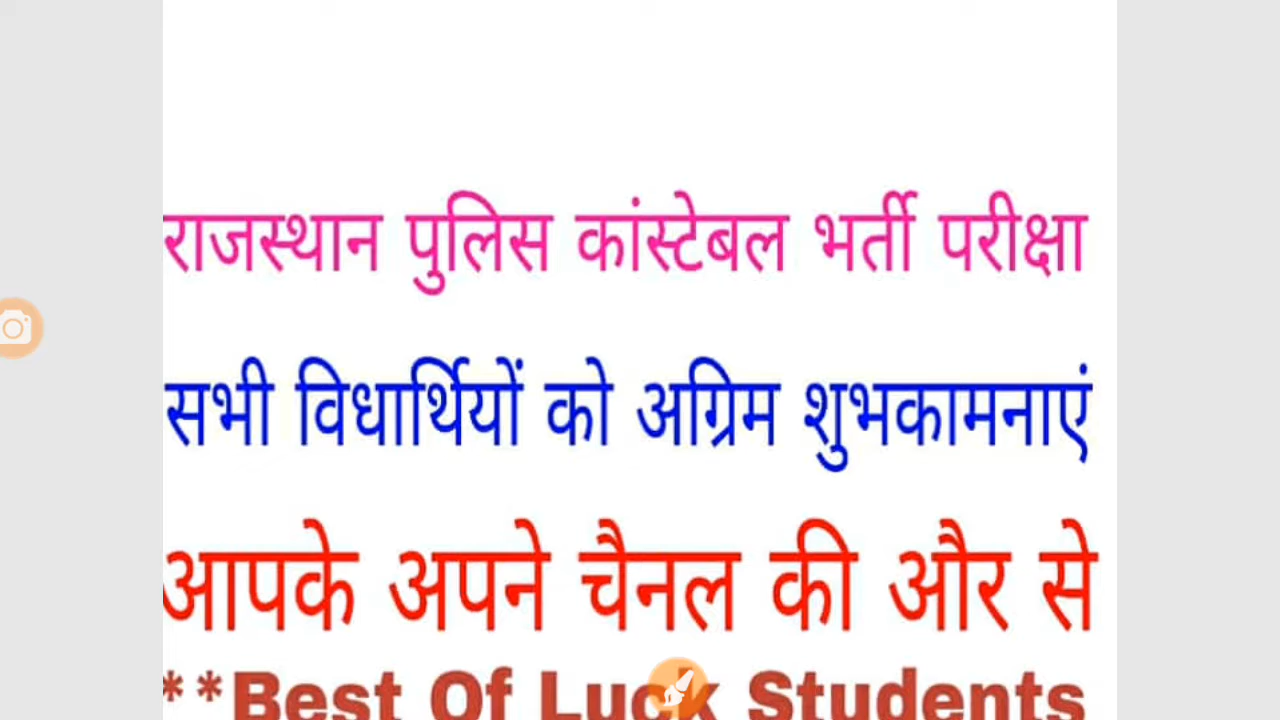 राजस्थान पुलिस कांस्टेबल भर्ती परीक्षा
सभी विधार्थियों को अग्रिम शुभकामनाएं
आपके अपने चैनल की और से
**Best Of Luck Students